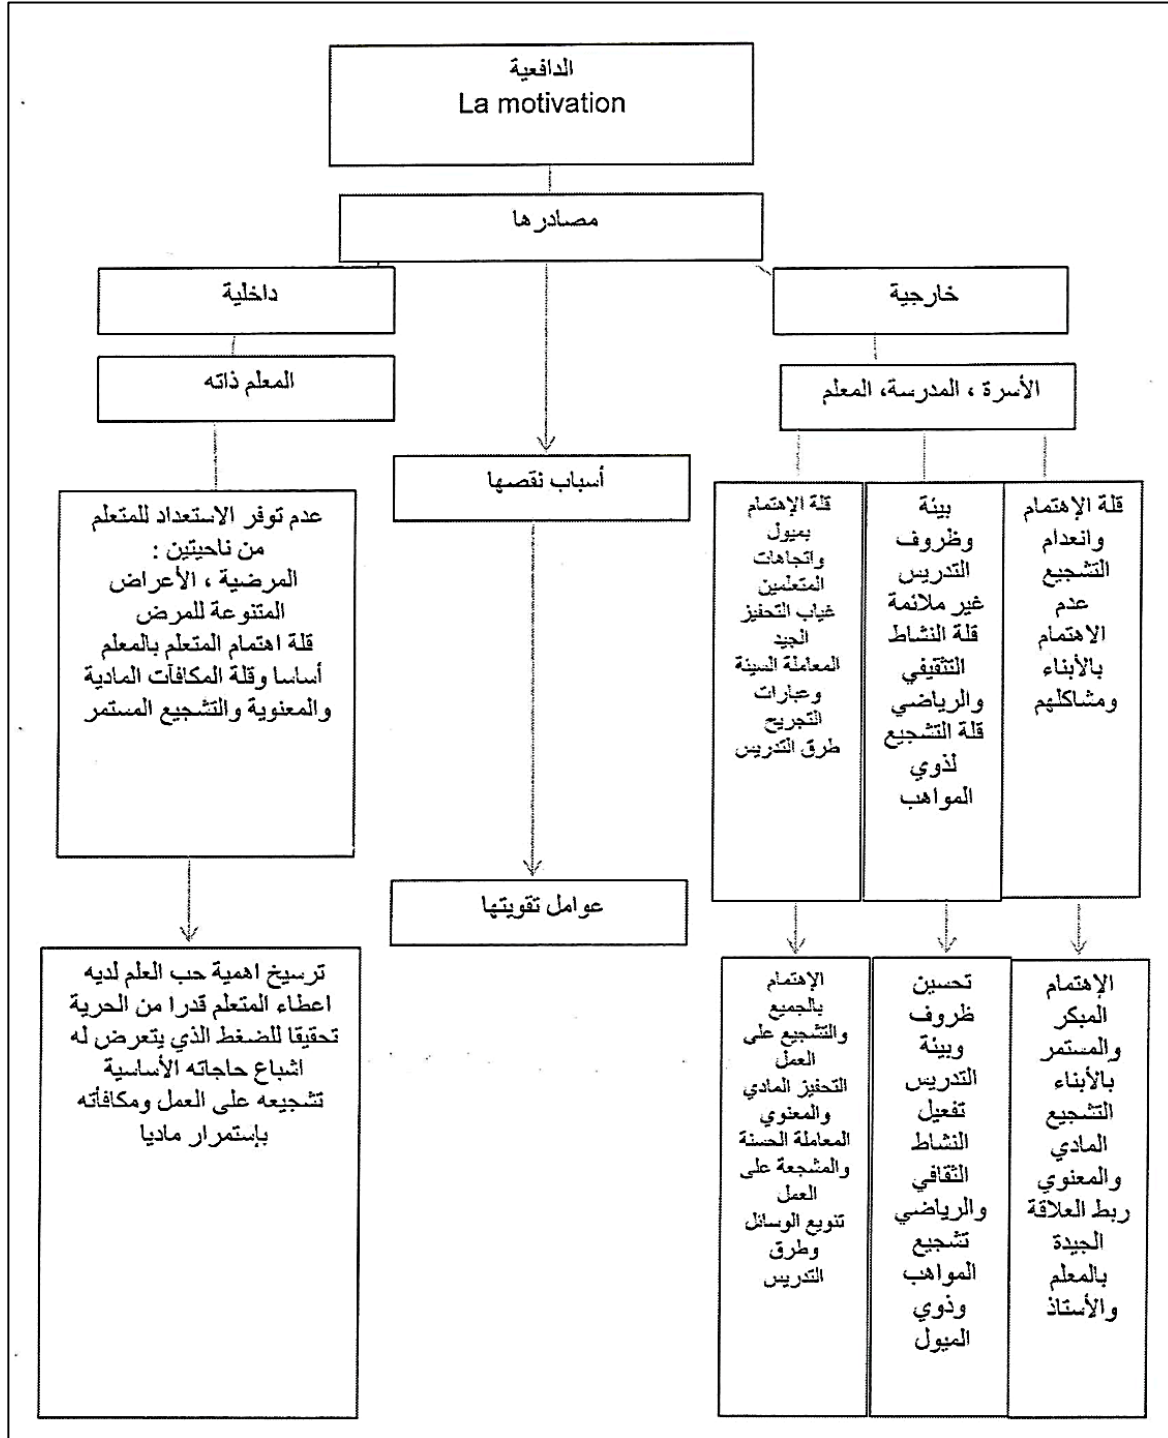 الدافعية
La motivation
مصادرها
خارجية
داخلية
الأسرة ، المدرسة، المعلم
المعلم ذاته
أسباب نقصها
قلة الإهتمام
وانعدام
التشجيع
عدم
الاهتمام
بالأبناء
ومشاكلهم
بيئة
وظروف
التدريس
غير ملائمة
قلة النشاط
التثقيفي
والرياضي
قلة التشجيع
لذوي
المواهب
قلة الإهتمام
بميول
واتجاهات
المتعلمين
غياب التحفيز
الجيد
المعاملة السيئة
وعبارات
التجريح
طرق التدريس
عدم توفر الاستعداد للمتعلم
من ناحيتين :
المرضية ، الأعراض
المتنوعة للمرض
قلة اهتمام المتعلم بالمعلم
أساسا وقلة المكافآت المادية
والمعنوية والتشجيع المستمر
عوامل تقويتها
الإهتمام
المبكر
والمستمر
بالأبناء
التشجيع
المادي
والمعنوي
ربط العلاقة
الجيدة
بالمعلم
والأستاذ
تحسين
ظروف
وبيئة
التدريس
تفعيل
النشاط
الثقافي
والرياضي
تشجيع
المواهب
وذوي
الميول
الإهتمام
بالجميع
والتشجيع على
العمل
التحفيز المادي
والمعنوي
المعاملة الحسنة
والمشجعة على
العمل
تنويع الوسائل
وطرق
التدريس
ترسيخ اهمية حب العلم لديه
اعطاء المتعلم قدرا من الحرية
تحقيقا للضغط الذي يتعرض له
اشباع حاجاته الأساسية
تشجيعه على العمل ومكافأته
بإستمرار ماديا